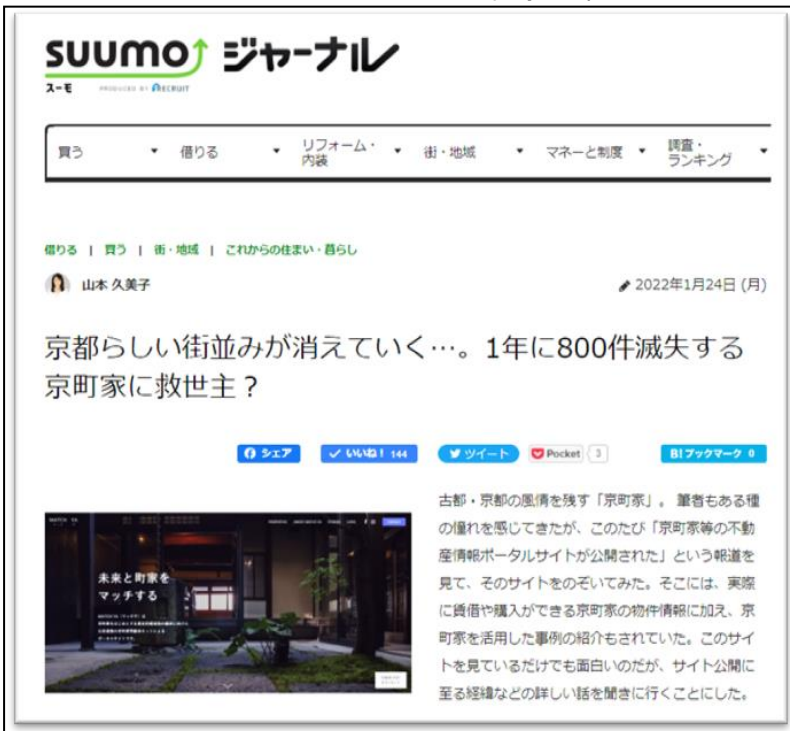 suumo ジャーナル
スーモ PRODUCED BY RECRUIT
買う 借りる リフォーム・内装 街・地域 マネーと制度 調査・ランキング
借りる | 買う | 街・地域 | これからの住まい・暮らし
山本 久美子 2022年1月24日 (月)
京都らしい街並みが消えていく…。1年に800件滅失する
京町家に救世主?
シェア いいね! 144 ツイート Pocket 3 B! ブックマーク 0
古都・京都の風情を残す「京町家」。筆者もある種
の憧れを感じてきたが、このたび「京町家等の不動
産情報ポータルサイトが公開された」という報道を
見て、そのサイトをのぞいてみた。そこには、実際
に賃借や購入ができる京町家の物件情報に加え、京
町家を活用した事例の紹介もされていた。このサイ
トを見ているだけでも面白いのだが、サイト公開に
至る経緯などの詳しい話を聞きに行くことにした。
未来と町家を
マッチする